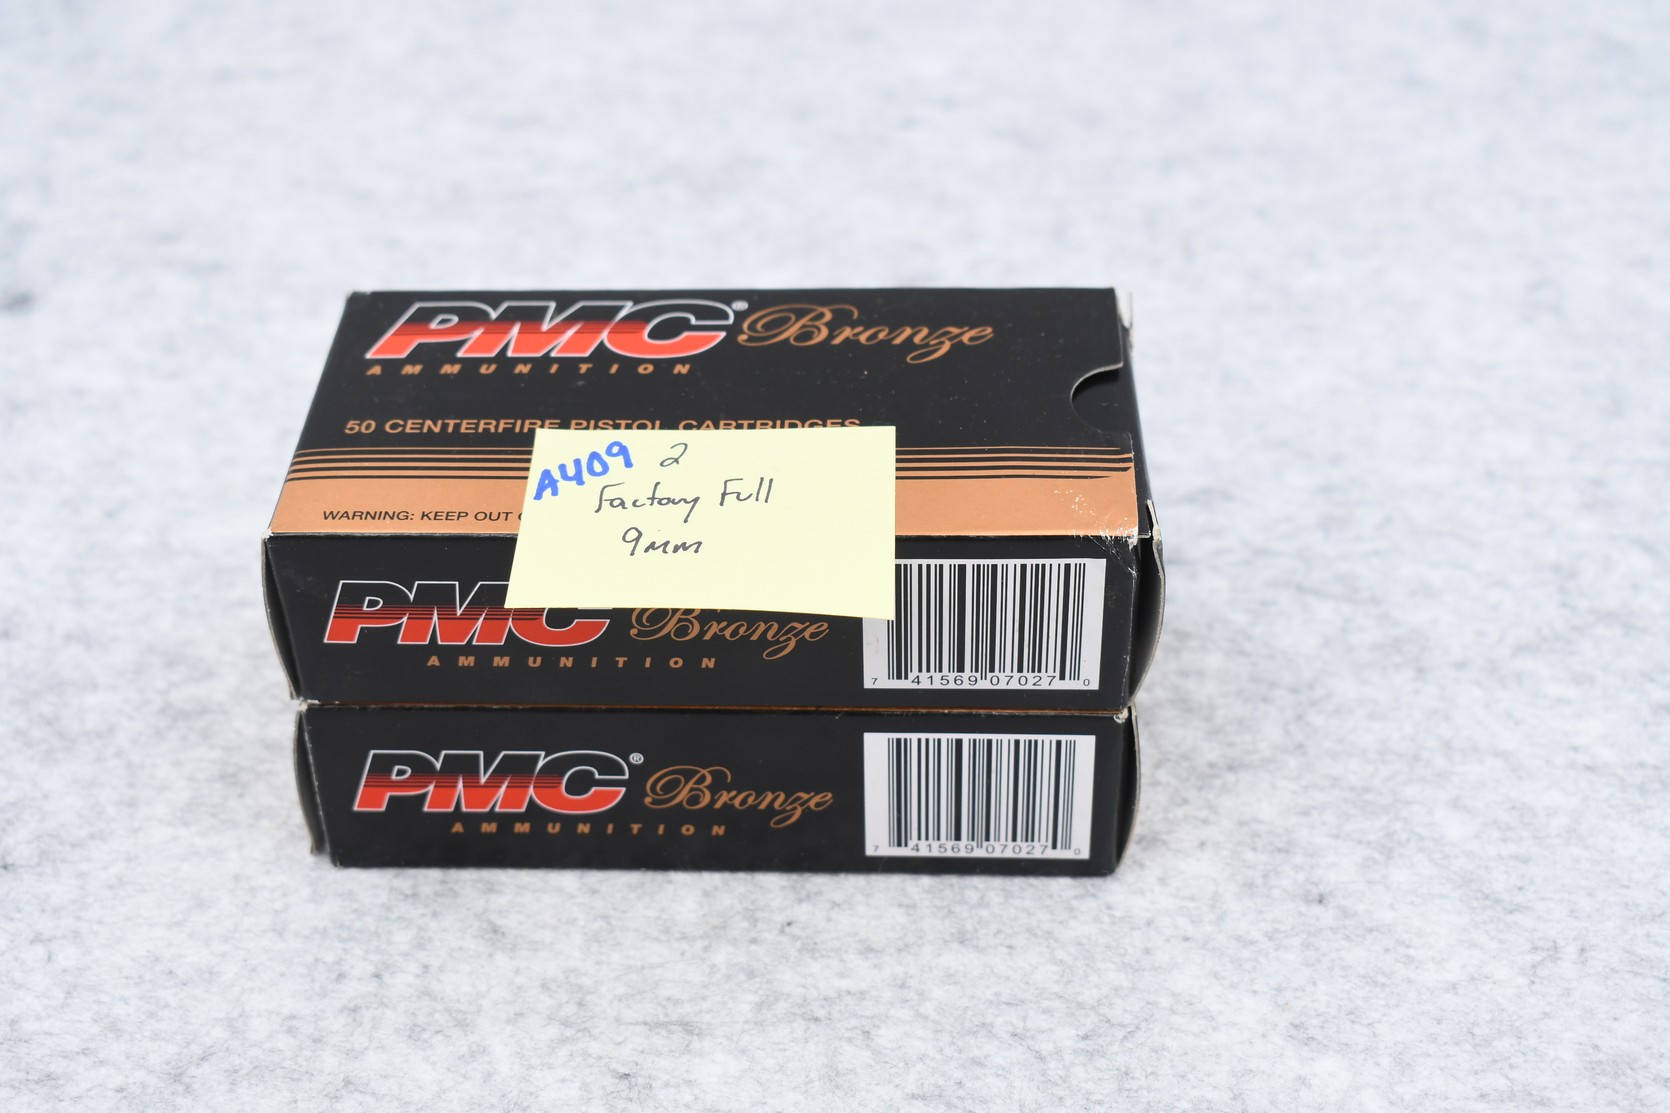 PMC® Bronze
AMMUNITION
50 CENTERFIRE PISTOL CARTRIDGES
A409 2
Factory Full
9mm
WARNING: KEEP OUT
PMC Bronze
AMMUNITION
7 41569 07027 0
PMC® Bronze
AMMUNITION
7 41569 07027 0